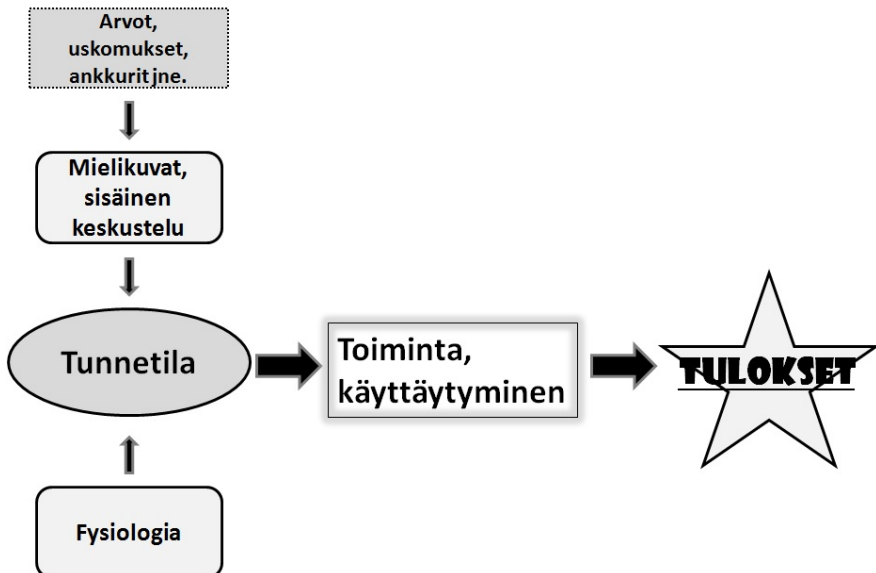 Arvot,
uskomukset,
ankkurit jne.
Mielikuvat,
sisäinen
keskustelu
Tunnetila
Toiminta,
käyttäytyminen
TULOKSET
Fysiologia